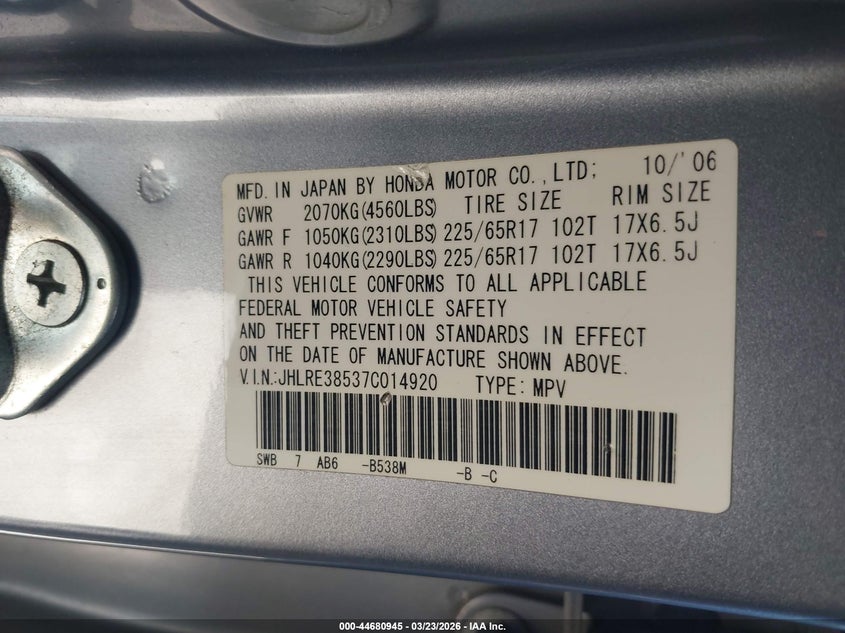 MFD. IN JAPAN BY HONDA MOTOR CO., LTD; 10/'06
GVWR 2070KG(4560LBS) TIRE SIZE RIM SIZE
GAWR F 1050KG(2310LBS) 225/65R17 102T 17X6.5J
GAWR R 1040KG(2290LBS) 225/65R17 102T 17X6.5J
THIS VEHICLE CONFORMS TO ALL APPLICABLE
FEDERAL MOTOR VEHICLE SAFETY
AND THEFT PREVENTION STANDARDS IN EFFECT
ON THE DATE OF MANUFACTURE SHOWN ABOVE.
V.I.N.:JHLRE38537C014920 TYPE: MPV
SWB 7 AB6 -B538M -B -C
000-44680945 - 03/23/2026 - IAA Inc.